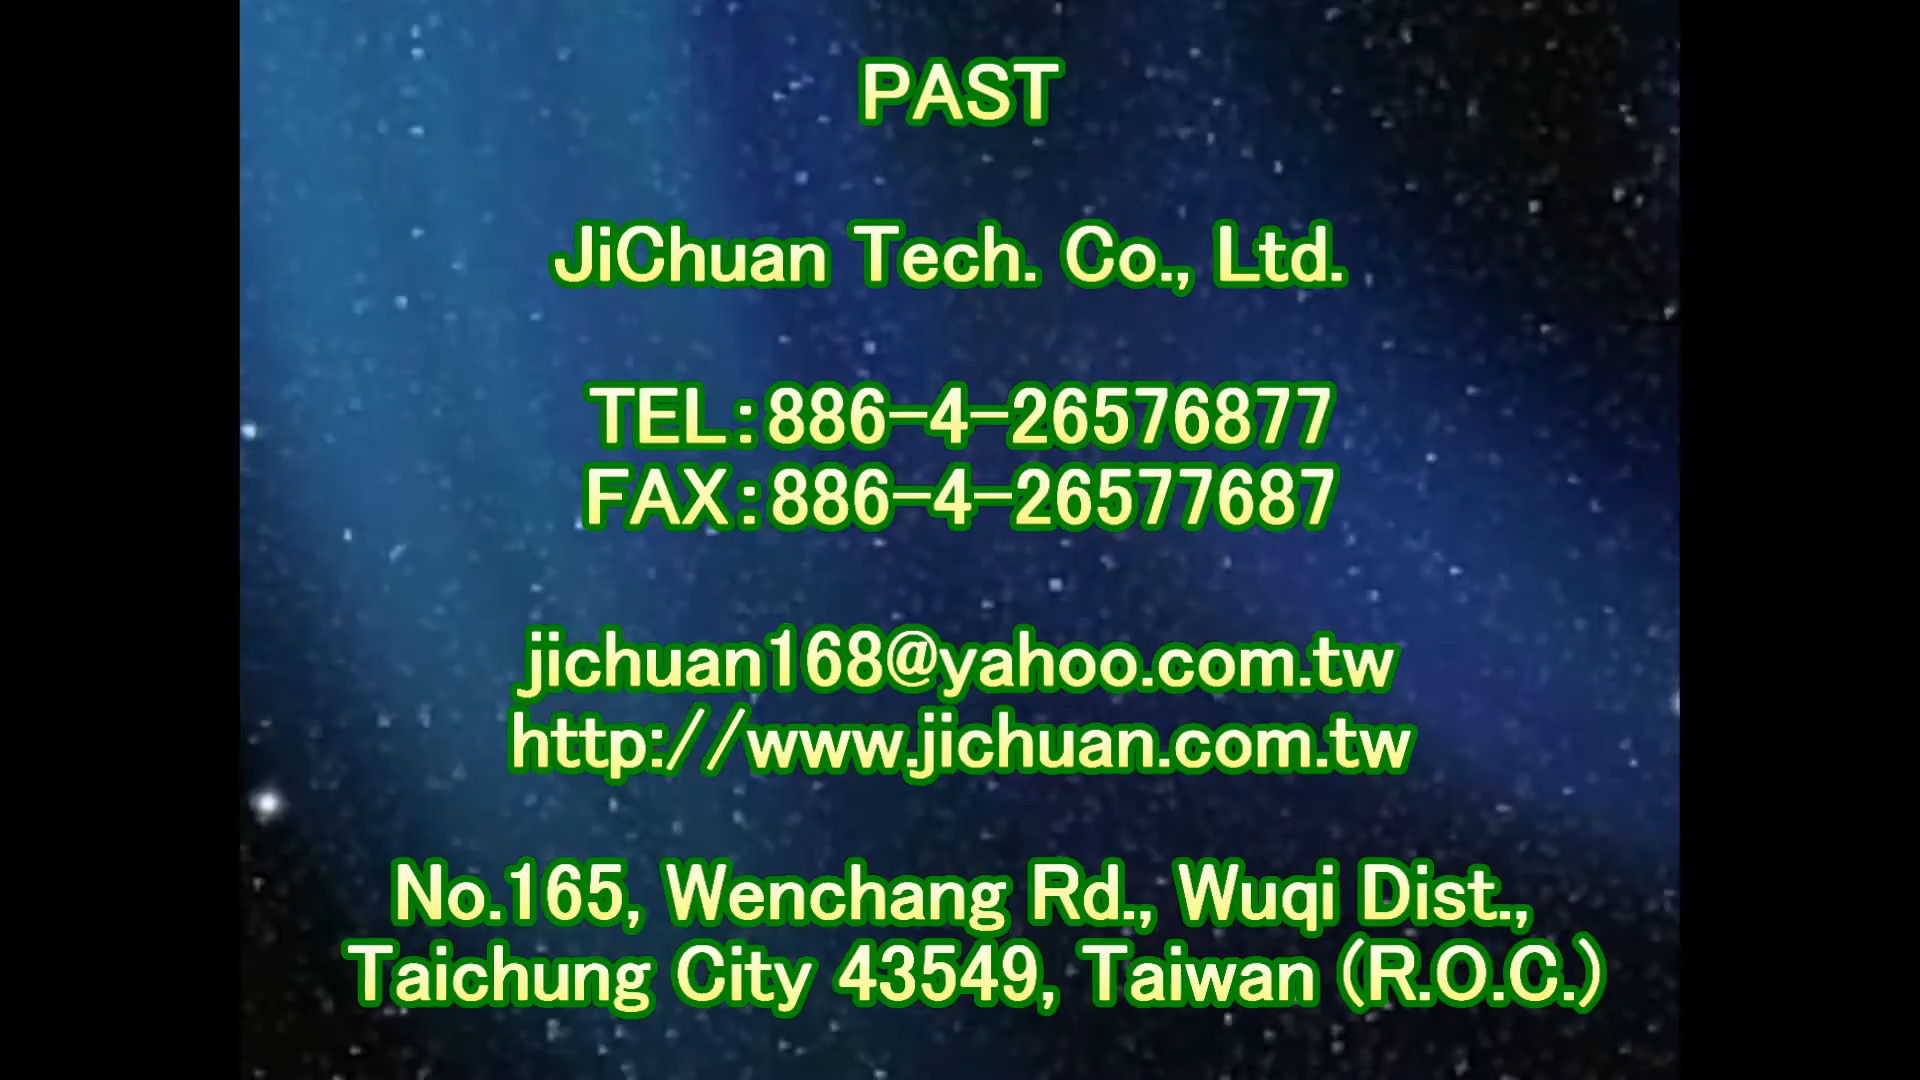 PAST
JiChuan Tech. Co., Ltd.
TEL:886-4-26576877
FAX:886-4-26577687
jichuan168@yahoo.com.tw
http://www.jichuan.com.tw
No.165, Wenchang Rd., Wuqi Dist.,
Taichung City 43549, Taiwan (R.O.C.)